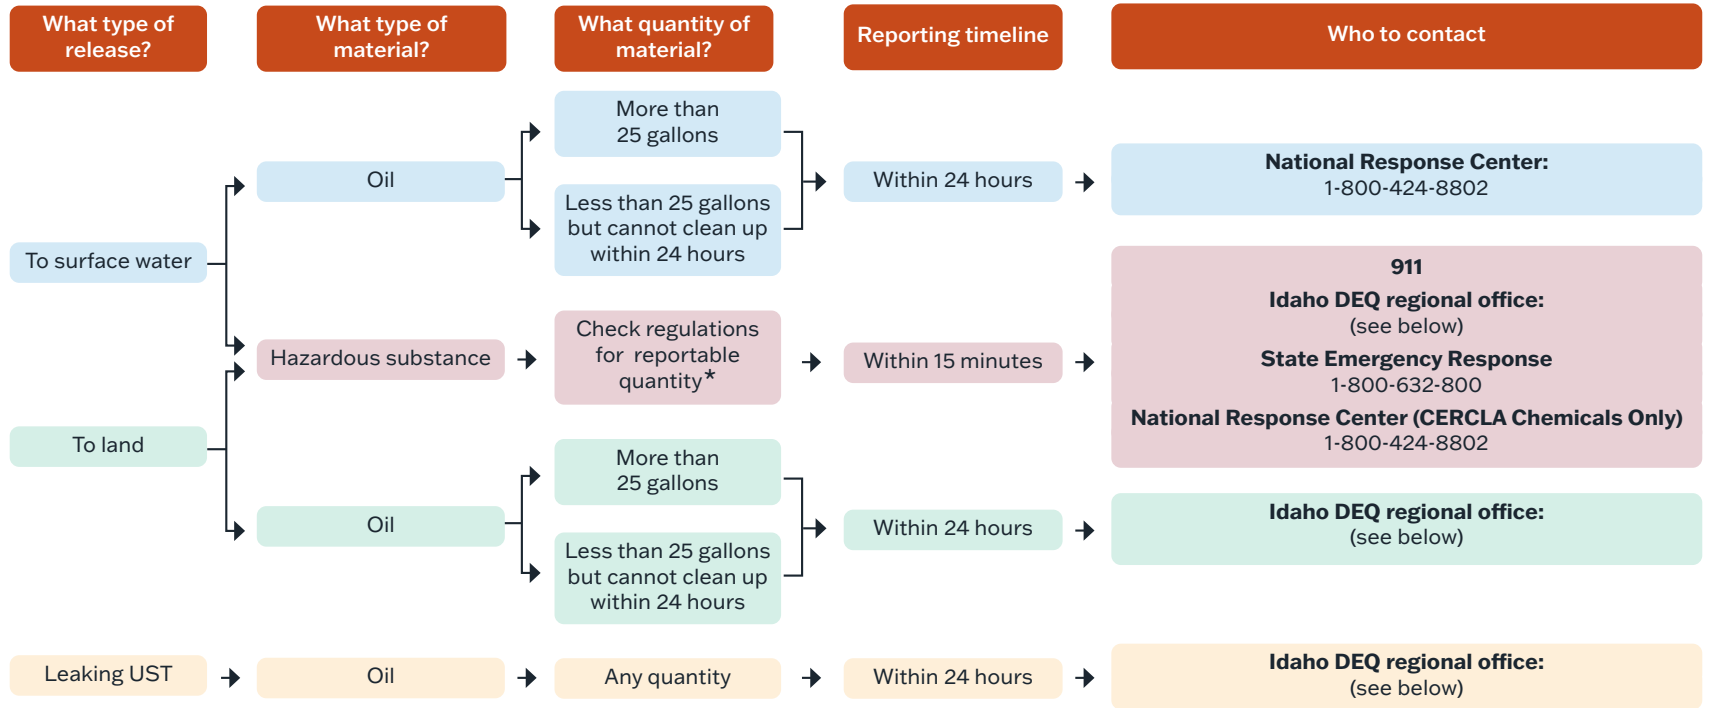 What type of
release?
What type of
material?
What quantity of
material?
Reporting timeline
Who to contact
To surface water
Oil
More than
25 gallons
Less than 25 gallons
but cannot clean up
within 24 hours
Within 24 hours
National Response Center:
1-800-424-8802
Hazardous substance
Check regulations
for reportable
quantity*
Within 15 minutes
911
Idaho DEQ regional office:
(see below)
State Emergency Response
1-800-632-800
National Response Center (CERCLA Chemicals Only)
1-800-424-8802
To land
Oil
More than
25 gallons
Less than 25 gallons
but cannot clean up
within 24 hours
Within 24 hours
Idaho DEQ regional office:
(see below)
Leaking UST
Oil
Any quantity
Within 24 hours
Idaho DEQ regional office:
(see below)